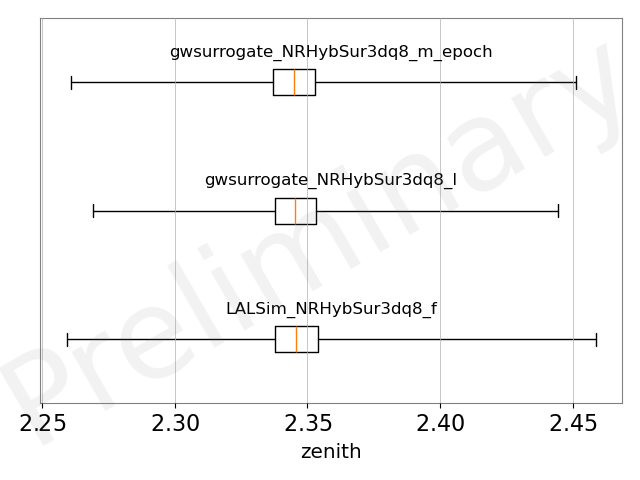 gwsurrogate_NRHybSur3dq8_m_epoch
gwsurrogate_NRHybSur3dq8_l
LALSim_NRHybSur3dq8_f
Preliminary
2.25 2.30 2.35 2.40 2.45
zenith